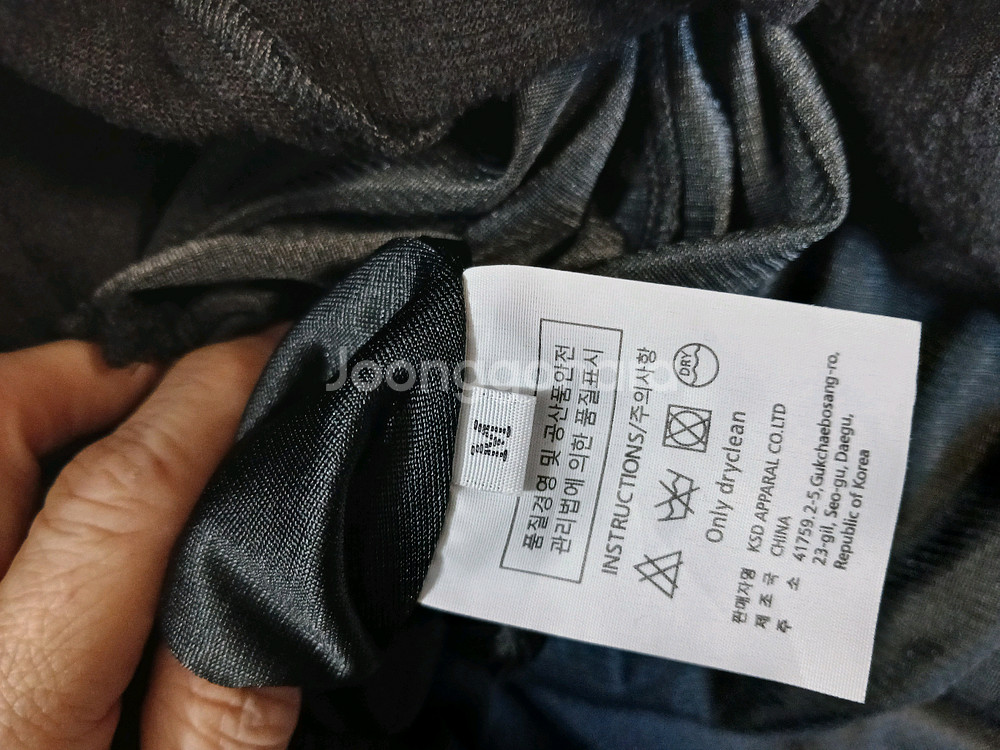 품질경영 및 공산품안전
관리법에 의한 품질표시
INSTRUCTIONS/주의사항
DRY
Only dryclean
판매자명 KSD APPARAL CO.LTD
제 조 국 CHINA
주 소 41759.2-5,Gukchaebosang-ro,
23-gil, Seo-gu, Daegu,
Republic of Korea